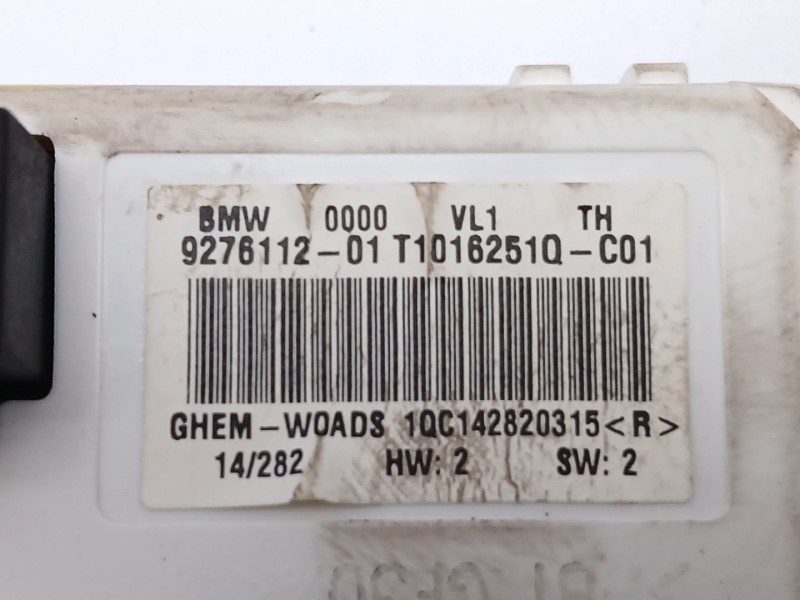 BMW 0000 VL1 TH
9276112-01 T1016251Q-C01
GHEM-WOADS 1QC142820315<R>
14/282 HW: 2 SW: 2